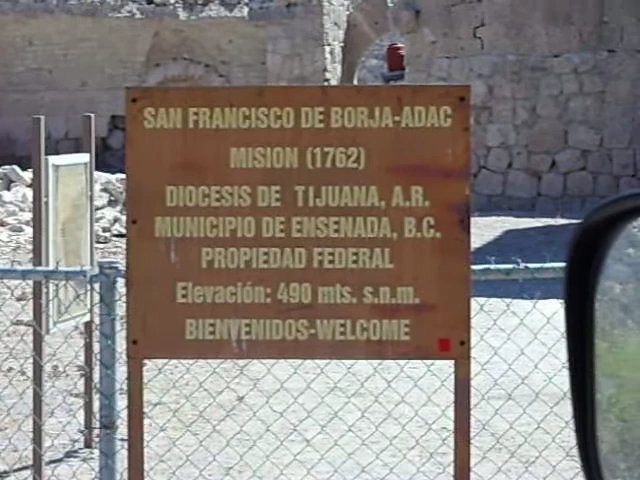 SAN FRANCISCO DE BORJA-ADAC
MISION (1762)
DIOCESIS DE TIJUANA, A.R.
MUNICIPIO DE ENSENADA, B.C.
PROPIEDAD FEDERAL
Elevación: 490 mts. s.n.m.
BIENVENIDOS-WELCOME